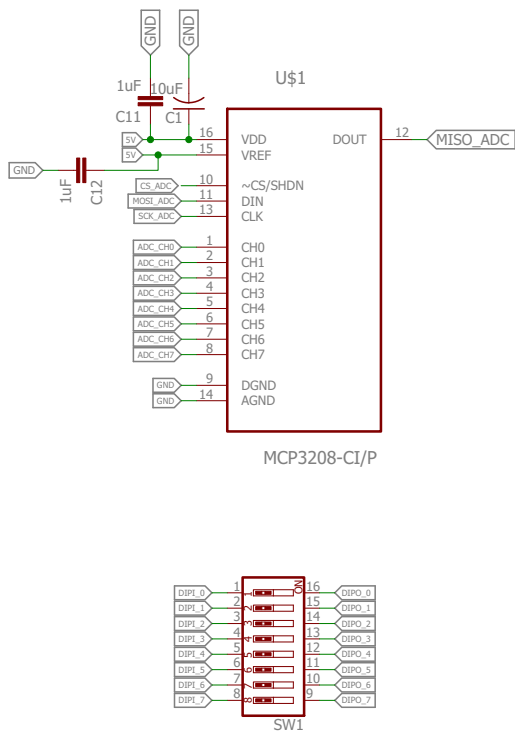 GND
GND
1uF
10uF
C11
C1
U$1
5V 16 VDD
5V 15 VREF
DOUT 12 MISO_ADC
GND
1uF
C12
CS_ADC 10 ~CS/SHDN
MOSI_ADC 11 DIN
SCK_ADC 13 CLK
ADC_CH0 1 CH0
ADC_CH1 2 CH1
ADC_CH2 3 CH2
ADC_CH3 4 CH3
ADC_CH4 5 CH4
ADC_CH5 6 CH5
ADC_CH6 7 CH6
ADC_CH7 8 CH7
GND 9 DGND
GND 14 AGND
MCP3208-CI/P
ON
DIPI_0 1 1 16 DIPO_0
DIPI_1 2 2 15 DIPO_1
DIPI_2 3 3 14 DIPO_2
DIPI_3 4 4 13 DIPO_3
DIPI_4 5 5 12 DIPO_4
DIPI_5 6 6 11 DIPO_5
DIPI_6 7 7 10 DIPO_6
DIPI_7 8 8 9 DIPO_7
SW1